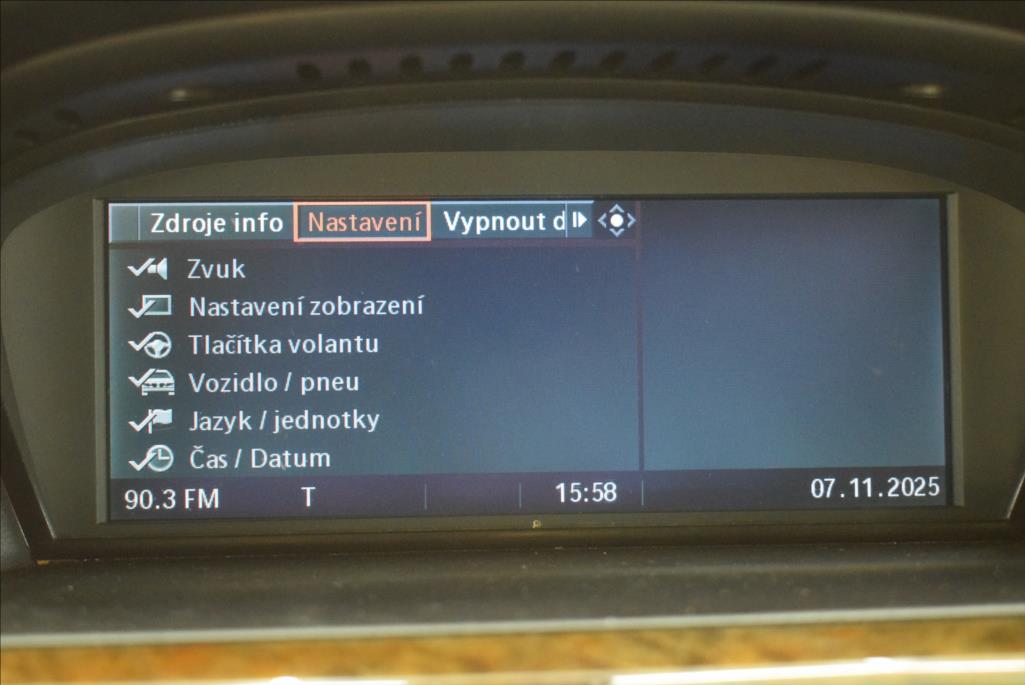 Zdroje info Nastavení Vypnout d
Zvuk
Nastavení zobrazení
Tlačítka volantu
Vozidlo / pneu
Jazyk / jednotky
Čas / Datum
90.3 FM T 15:58 07.11.2025